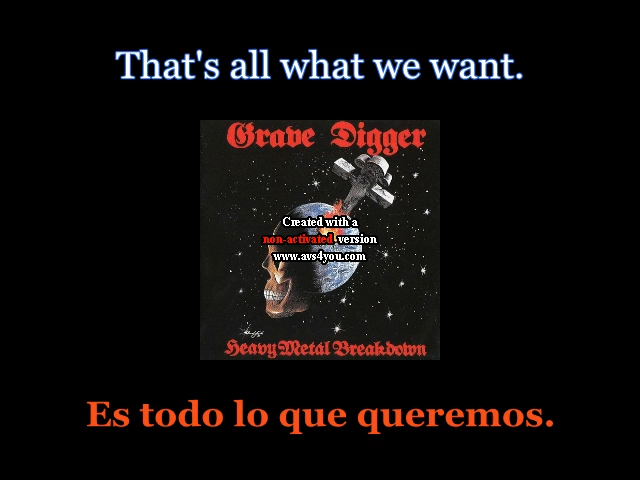 That's all what we want.
Grave Digger
Created with a
non-activated version
www.avs4you.com
Heavy Metal Breakdown
Es todo lo que queremos.